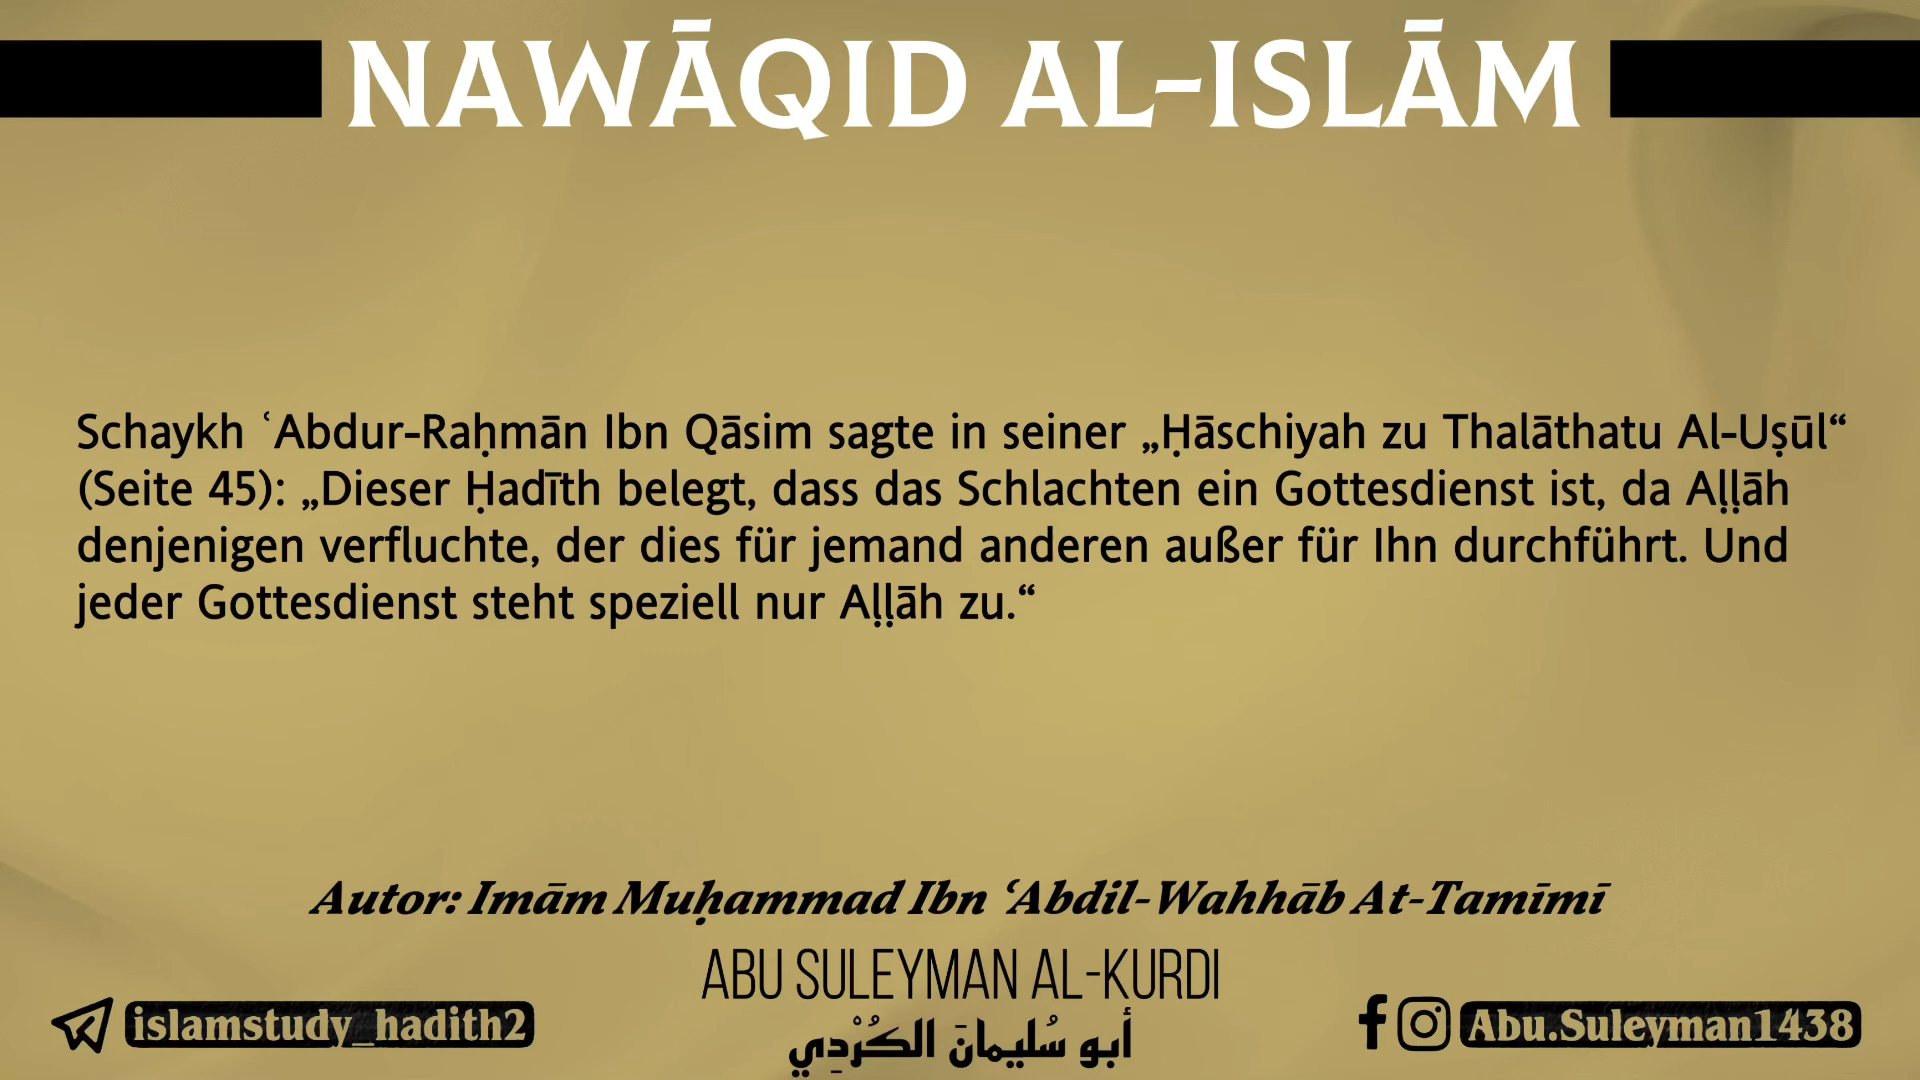 NAWĀQID AL-ISLĀM
Schaykh ʿAbdur-Raḥmān Ibn Qāsim sagte in seiner „Ḥāschiyah zu Thalāthatu Al-Uṣūl“
(Seite 45): „Dieser Ḥadīth belegt, dass das Schlachten ein Gottesdienst ist, da Aḷḷāh
denjenigen verfluchte, der dies für jemand anderen außer für Ihn durchführt. Und
jeder Gottesdienst steht speziell nur Aḷḷāh zu.“
Autor: Imām Muḥammad Ibn ‘Abdil-Wahhāb At-Tamīmī
ABU SULEYMAN AL-KURDI
أبو سُليمانَ الكُرْدِي
islamstudy_hadith2
Abu.Suleyman1438